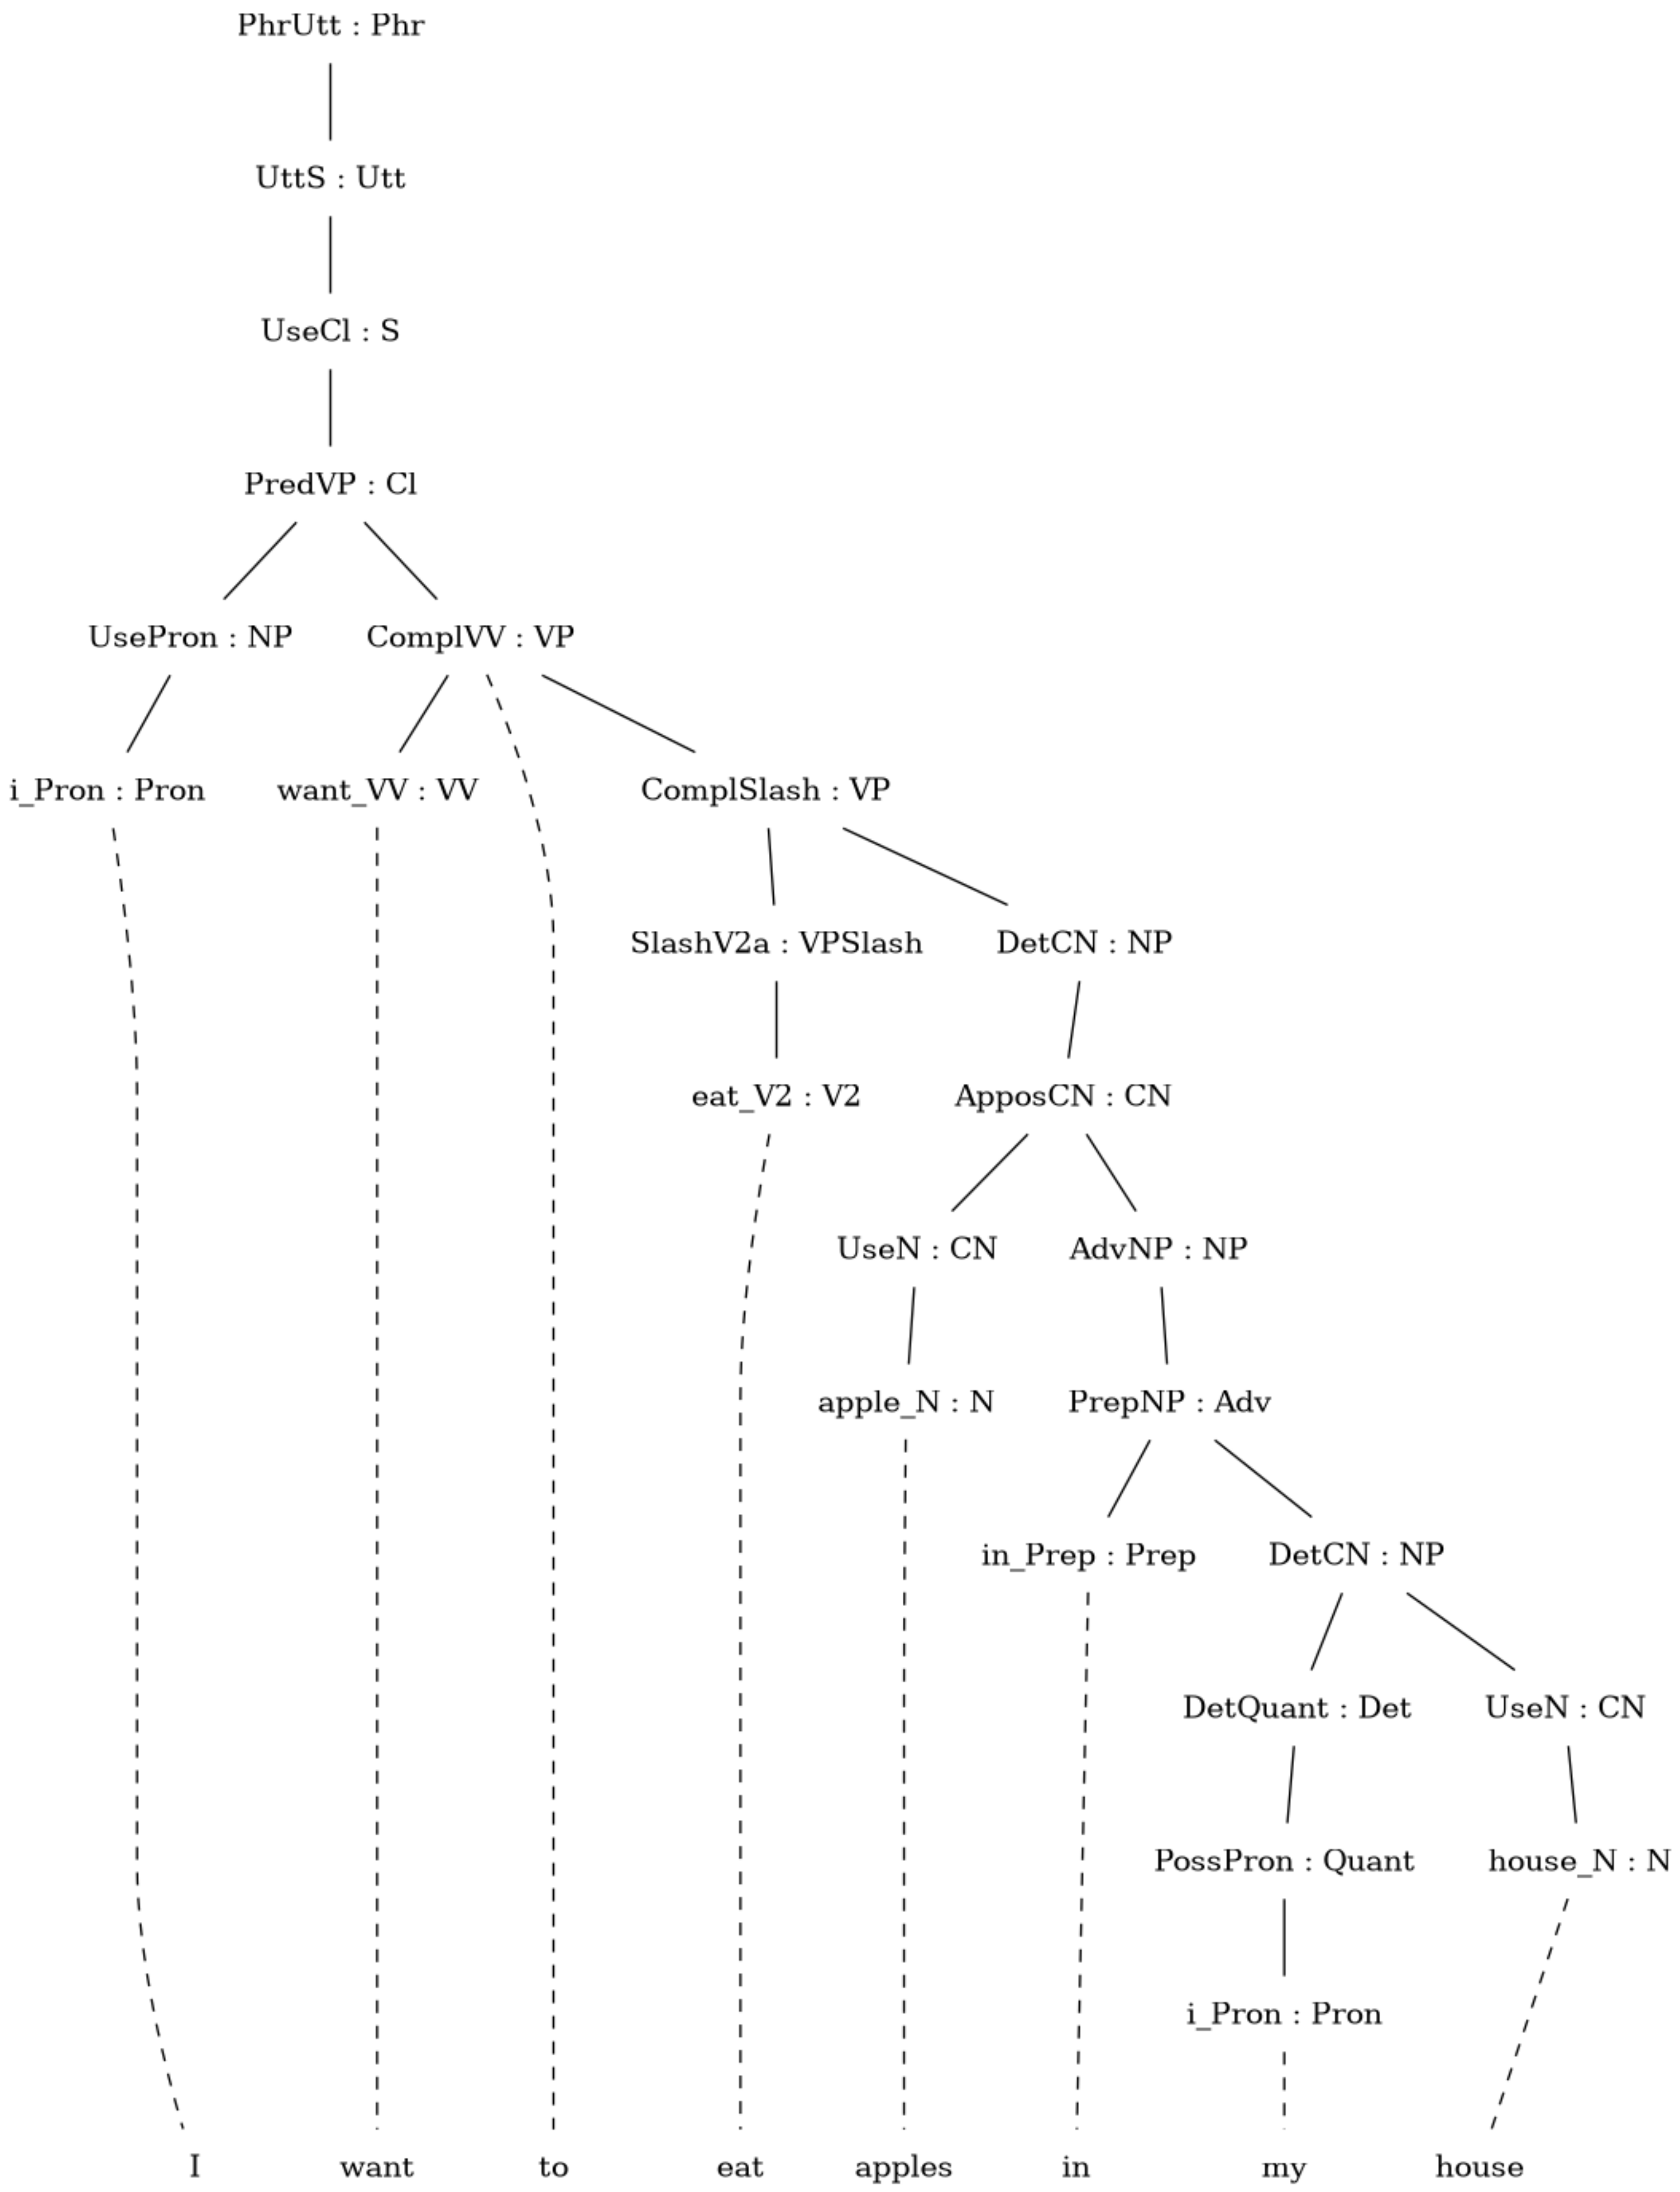 PhrUtt : Phr
UttS : Utt
UseCl : S
PredVP : Cl
UsePron : NP ComplVV : VP
i_Pron : Pron want_VV : VV ComplSlash : VP
SlashV2a : VPSlash DetCN : NP
eat_V2 : V2 ApposCN : CN
UseN : CN AdvNP : NP
apple_N : N PrepNP : Adv
in_Prep : Prep DetCN : NP
DetQuant : Det UseN : CN
PossPron : Quant house_N : N
i_Pron : Pron
I want to eat apples in my house